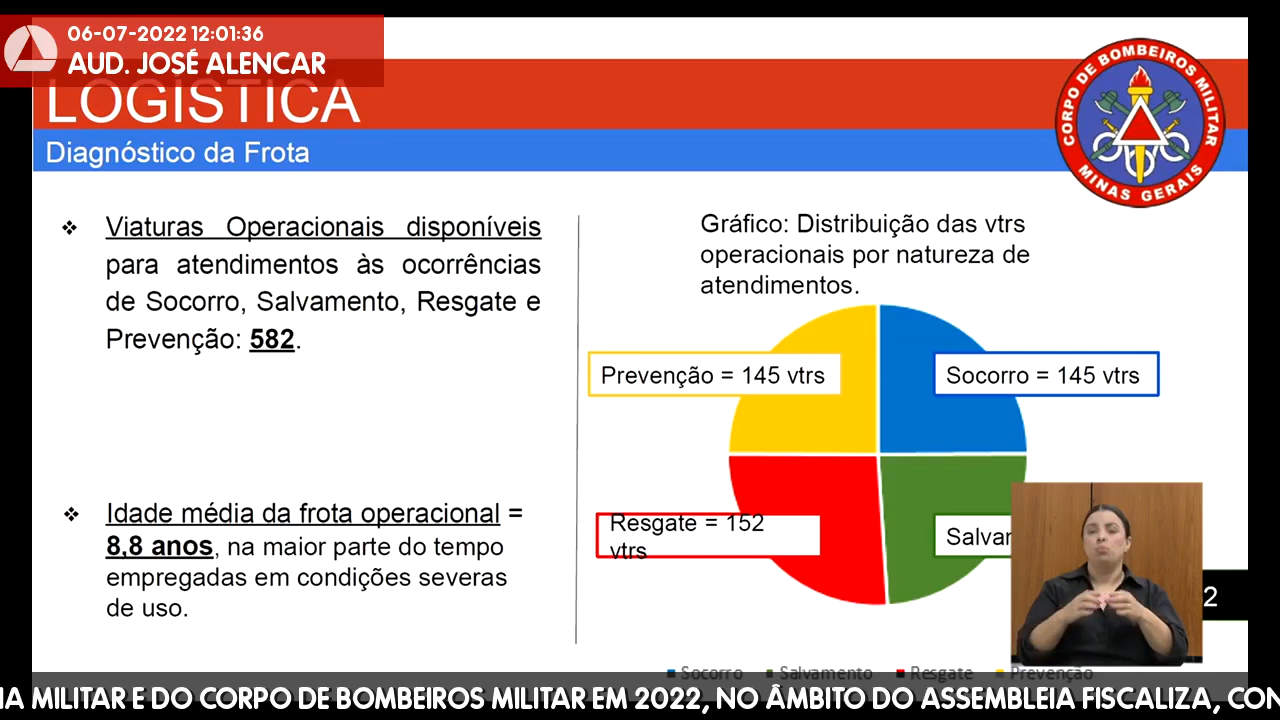 06-07-2022 12:01:36
AUD. JOSÉ ALENCAR
LOGÍSTICA
Diagnóstico da Frota
CORPO DE BOMBEIROS MILITAR
MINAS GERAIS
❖ Viaturas Operacionais disponíveis
para atendimentos às ocorrências
de Socorro, Salvamento, Resgate e
Prevenção: 582.
❖ Idade média da frota operacional =
8,8 anos, na maior parte do tempo
empregadas em condições severas
de uso.
Gráfico: Distribuição das vtrs
operacionais por natureza de
atendimentos.
Prevenção = 145 vtrs
Socorro = 145 vtrs
Resgate = 152
vtrs
Socorro Salvamento Resgate Prevenção
MILITAR E DO CORPO DE BOMBEIROS MILITAR EM 2022, NO ÂMBITO DO ASSEMBLEIA FISCALIZA,